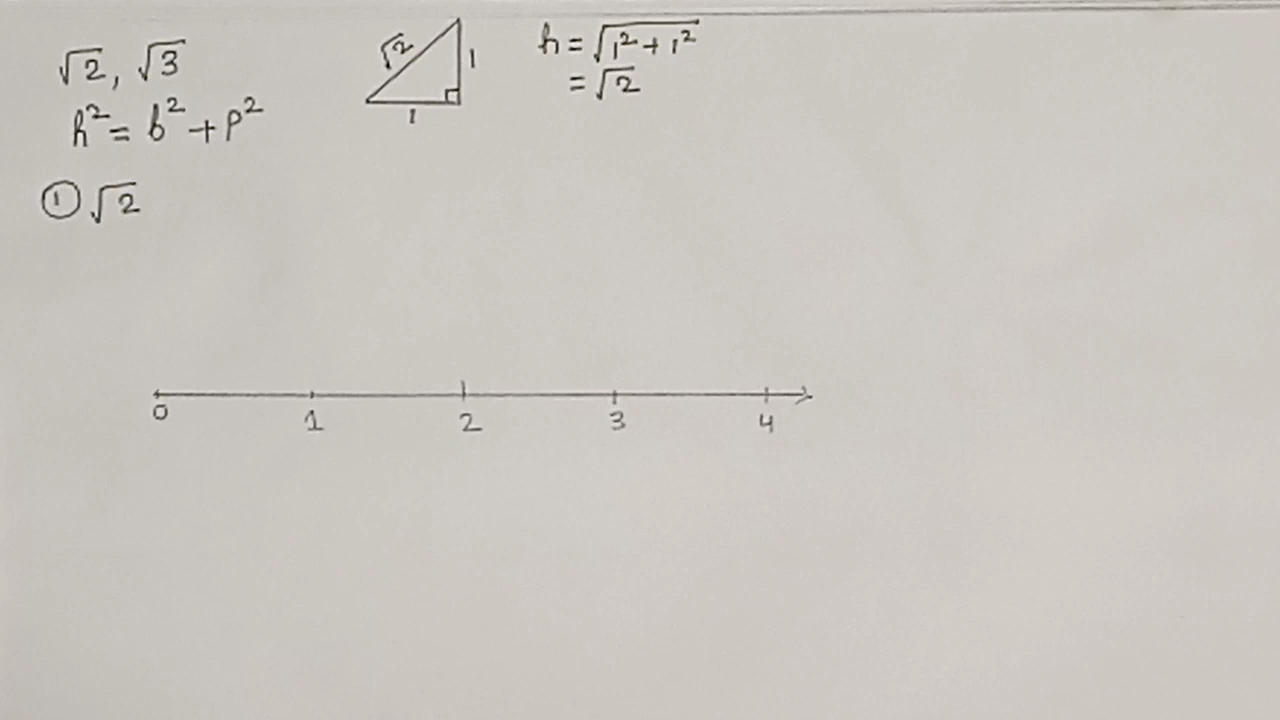 √2, √3
h² = b² + p²
① √2
√2
1
1
h = √1² + 1²
= √2
0 1 2 3 4